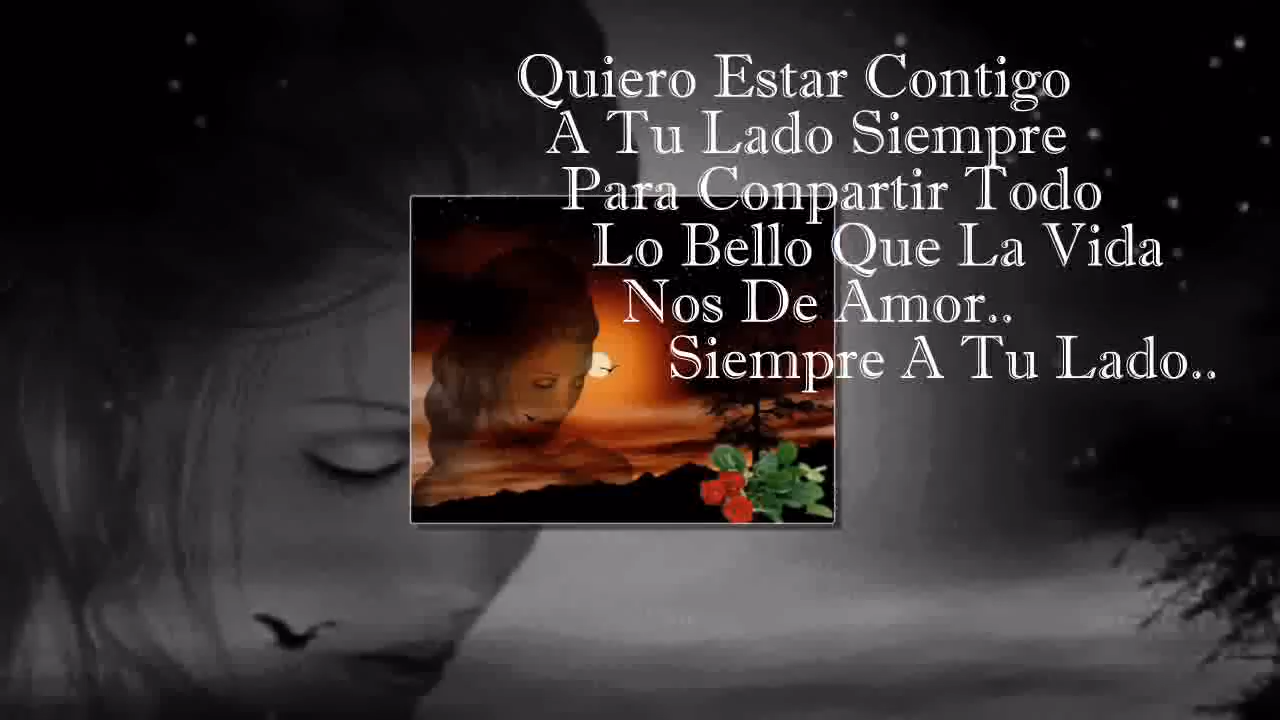 Quiero Estar Contigo
A Tu Lado Siempre
Para Conpartir Todo
Lo Bello Que La Vida
Nos De Amor..
Siempre A Tu Lado..